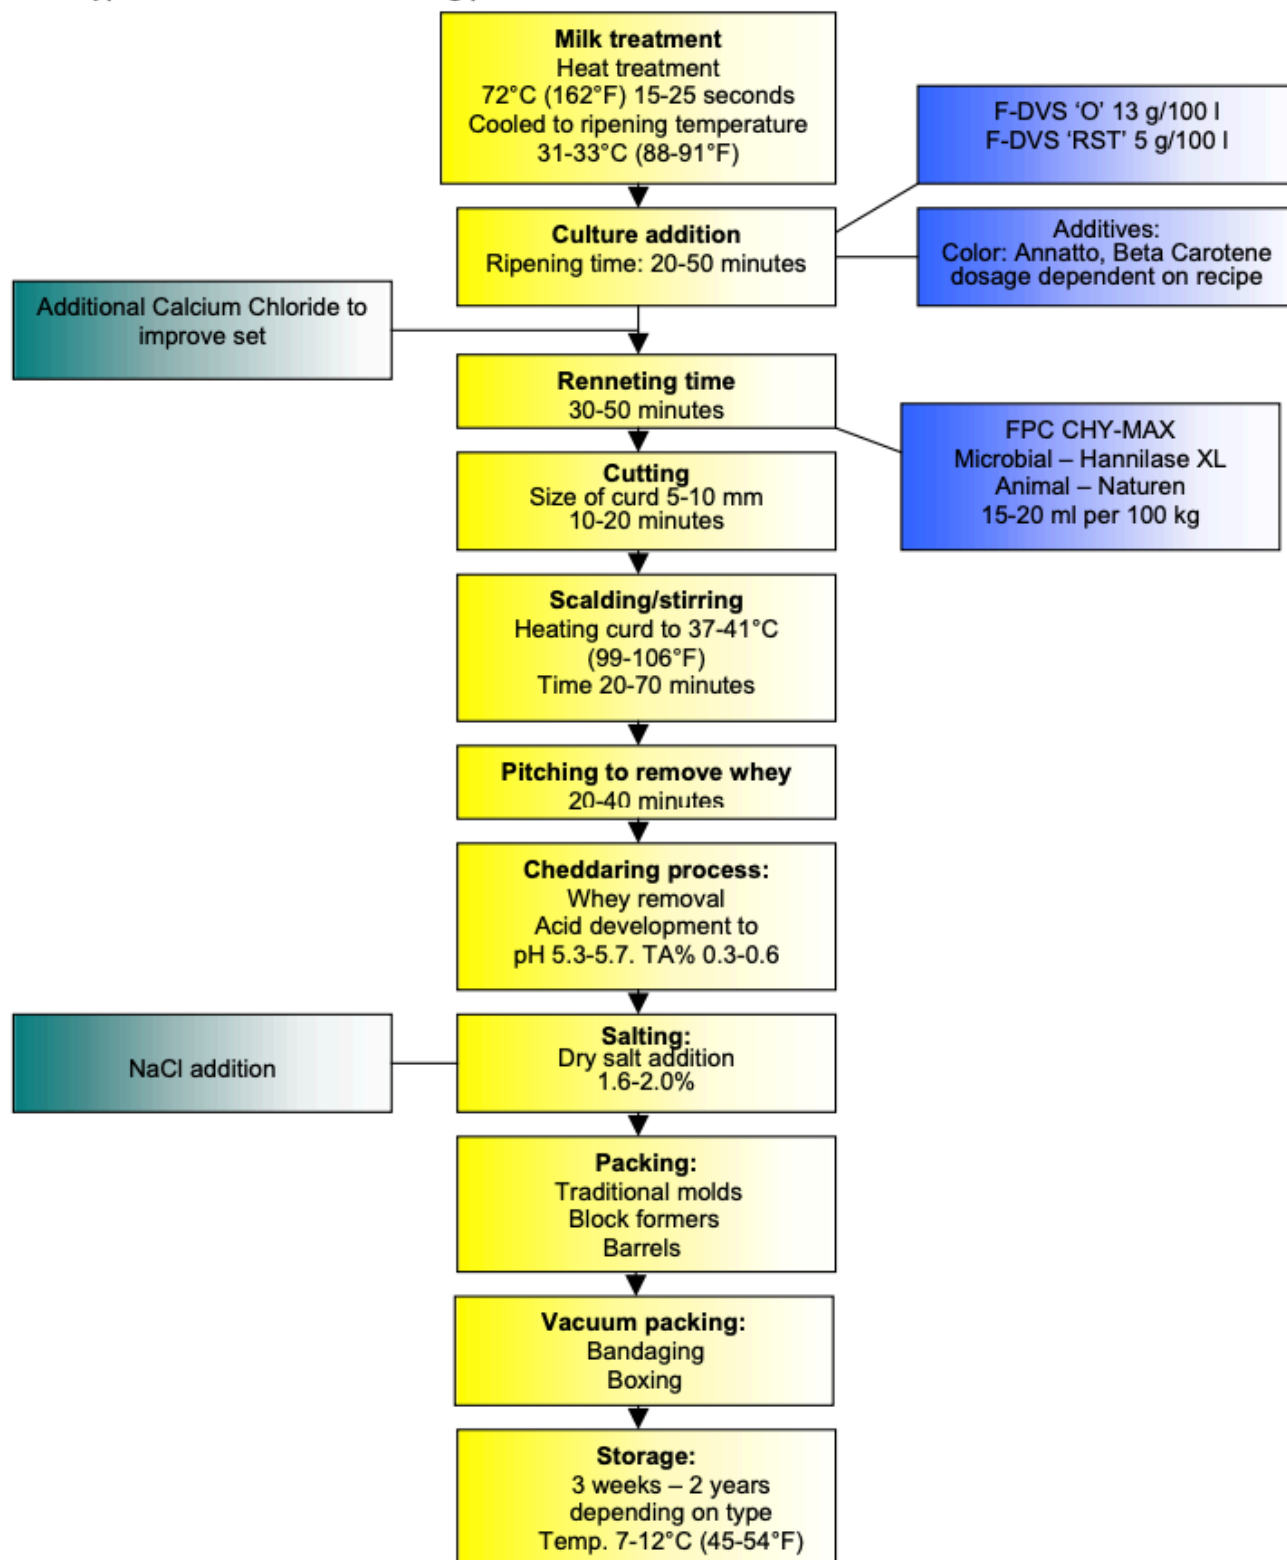 Milk treatment
Heat treatment
72°C (162°F) 15-25 seconds
Cooled to ripening temperature
31-33°C (88-91°F)
F-DVS ‘O’ 13 g/100 l
F-DVS ‘RST’ 5 g/100 l
Culture addition
Ripening time: 20-50 minutes
Additives:
Color: Annatto, Beta Carotene
dosage dependent on recipe
Additional Calcium Chloride to
improve set
Renneting time
30-50 minutes
FPC CHY-MAX
Microbial – Hannilase XL
Animal – Naturen
15-20 ml per 100 kg
Cutting
Size of curd 5-10 mm
10-20 minutes
Scalding/stirring
Heating curd to 37-41°C
(99-106°F)
Time 20-70 minutes
Pitching to remove whey
20-40 minutes
Cheddaring process:
Whey removal
Acid development to
pH 5.3-5.7. TA% 0.3-0.6
NaCl addition
Salting:
Dry salt addition
1.6-2.0%
Packing:
Traditional molds
Block formers
Barrels
Vacuum packing:
Bandaging
Boxing
Storage:
3 weeks – 2 years
depending on type
Temp. 7-12°C (45-54°F)